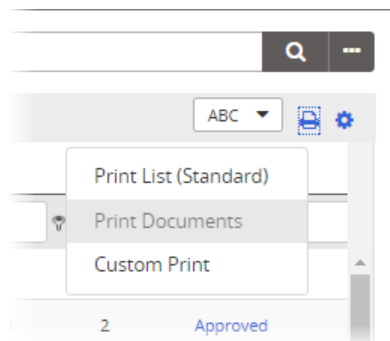 ABC
Print List (Standard)
Print Documents
Custom Print
2 Approved